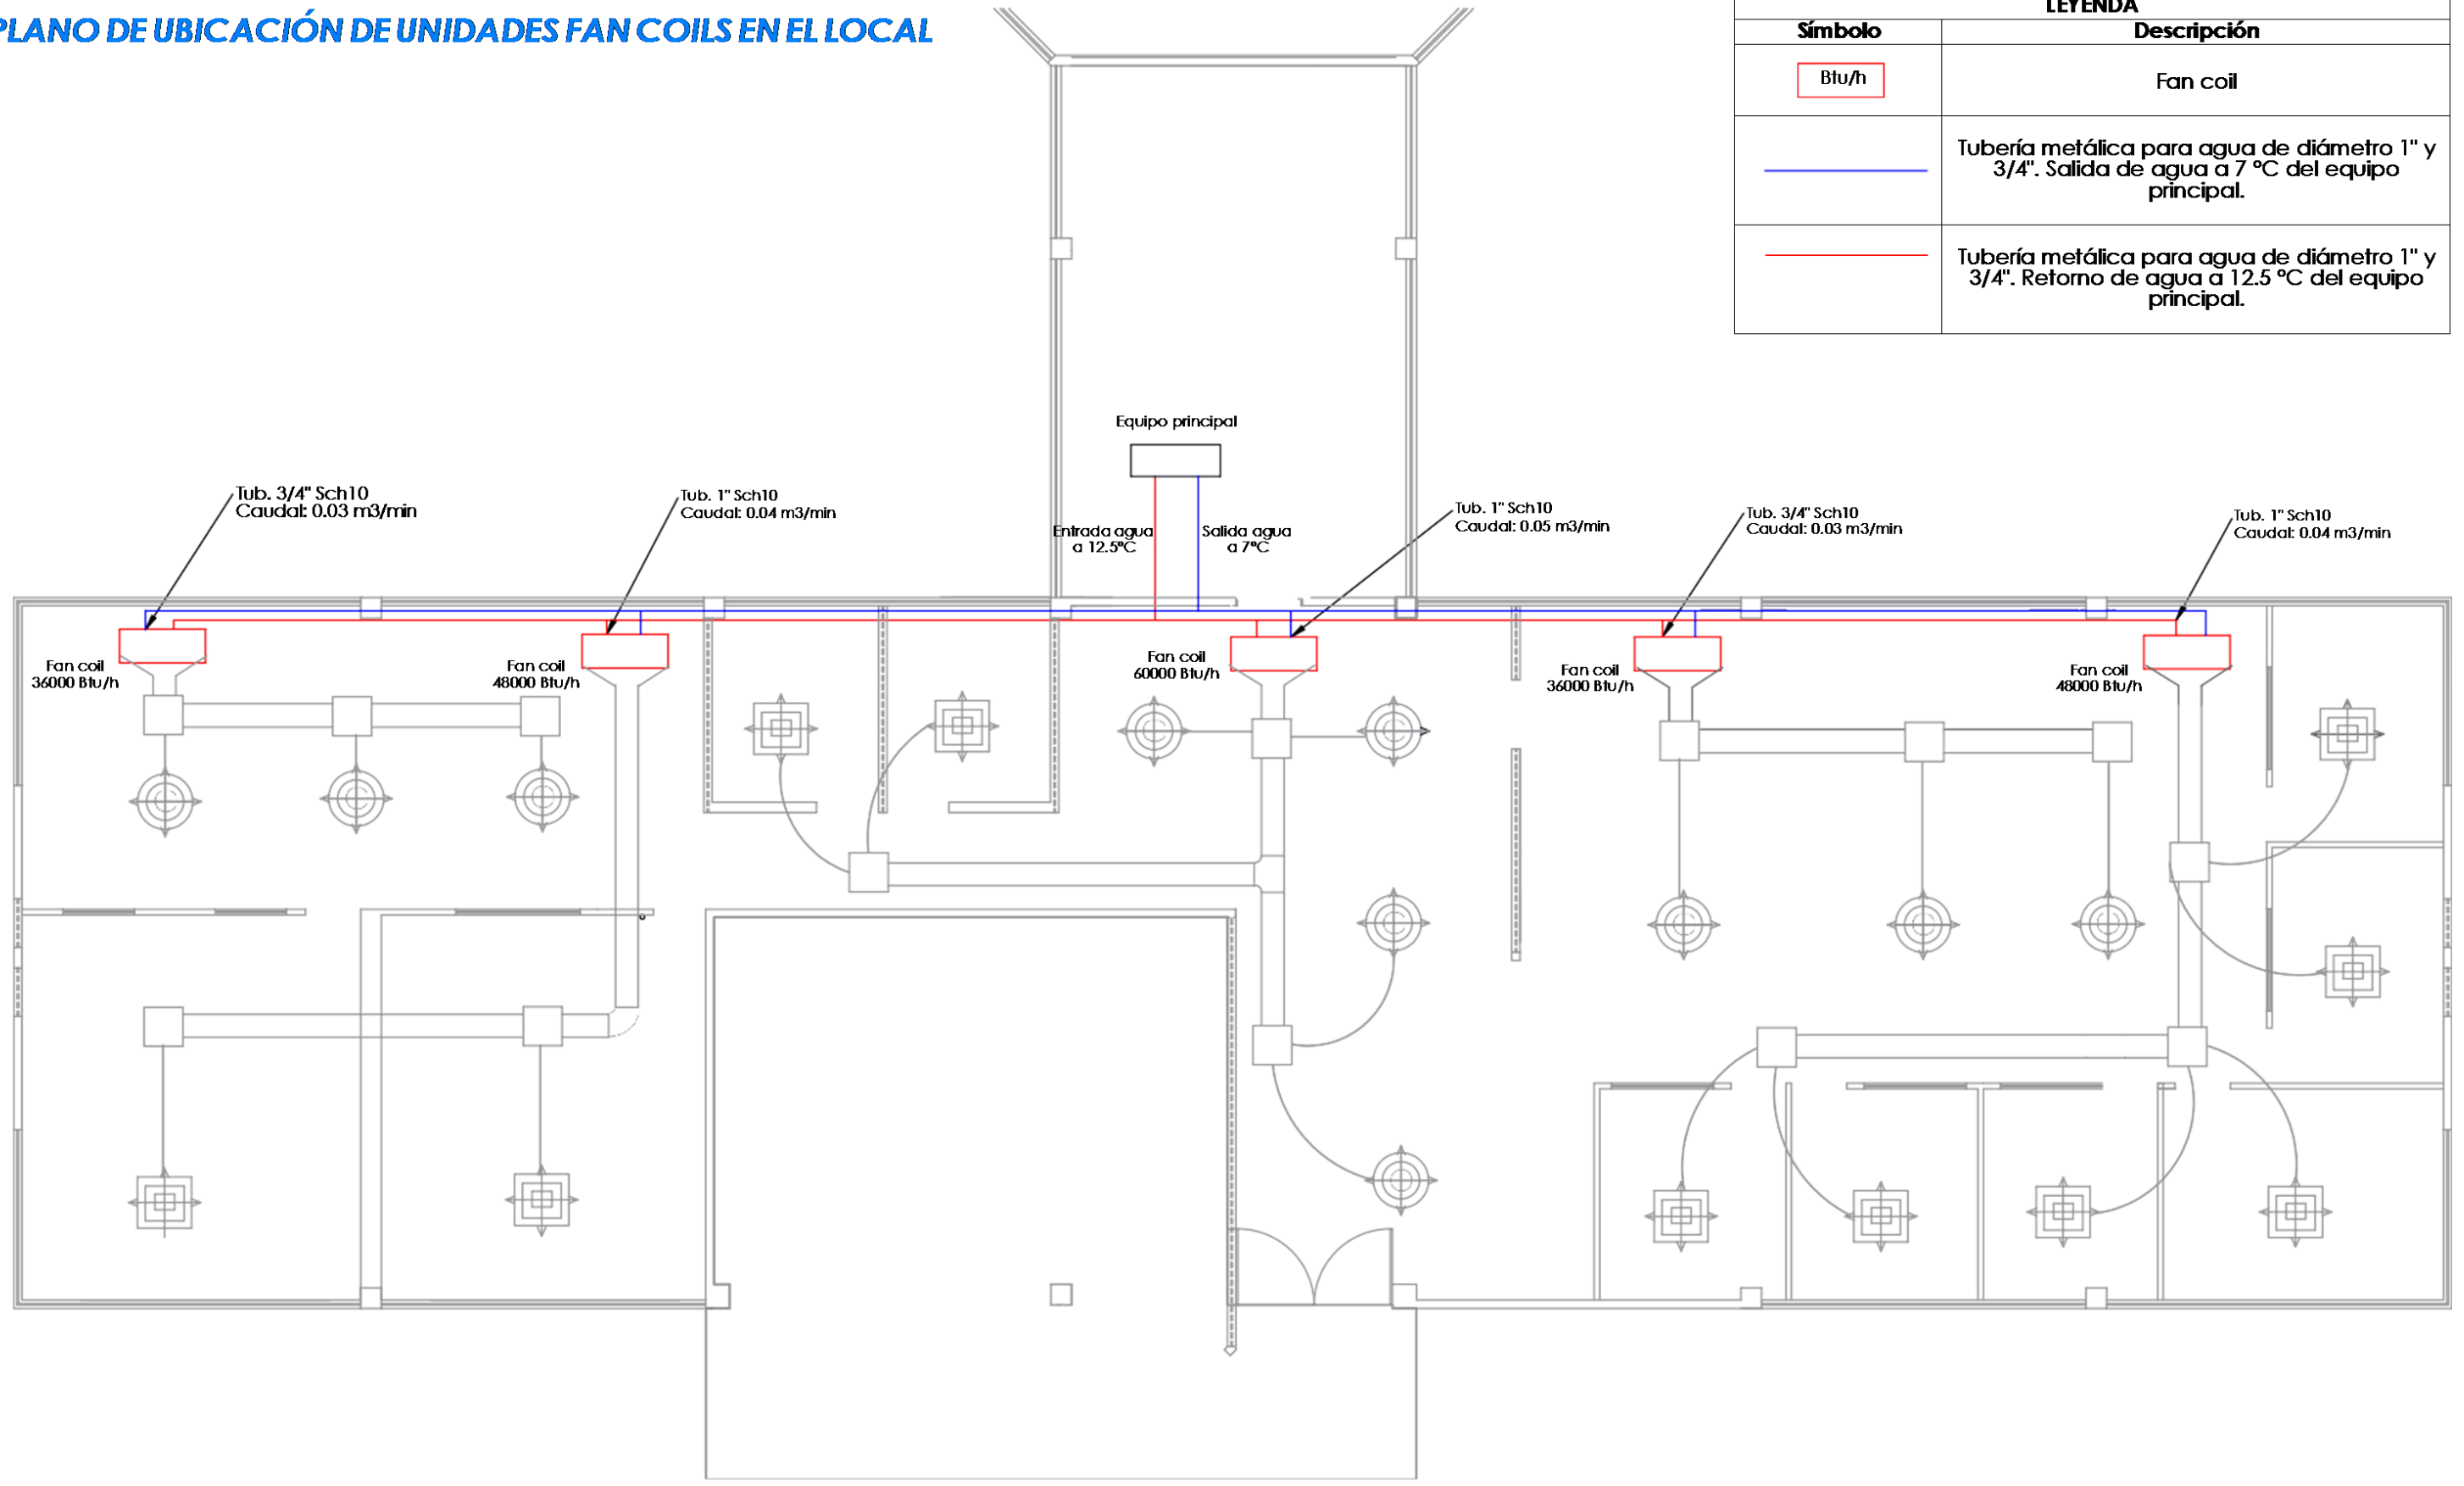 PLANO DE UBICACIÓN DE UNIDADES FAN COILS EN EL LOCAL
LEYENDA
Símbolo
Descripción
Btu/h
Fan coil
Tubería metálica para agua de diámetro 1" y
3/4". Salida de agua a 7 ºC del equipo
principal.
Tubería metálica para agua de diámetro 1" y
3/4". Retorno de agua a 12.5 ºC del equipo
principal.
Equipo principal
Entrada agua
a 12.5ºC
Salida agua
a 7ºC
Tub. 3/4" Sch10
Caudal: 0.03 m3/min
Tub. 1" Sch10
Caudal: 0.04 m3/min
Tub. 1" Sch10
Caudal: 0.05 m3/min
Tub. 3/4" Sch10
Caudal: 0.03 m3/min
Tub. 1" Sch10
Caudal: 0.04 m3/min
Fan coil
36000 Btu/h
Fan coil
48000 Btu/h
Fan coil
60000 Btu/h
Fan coil
36000 Btu/h
Fan coil
48000 Btu/h